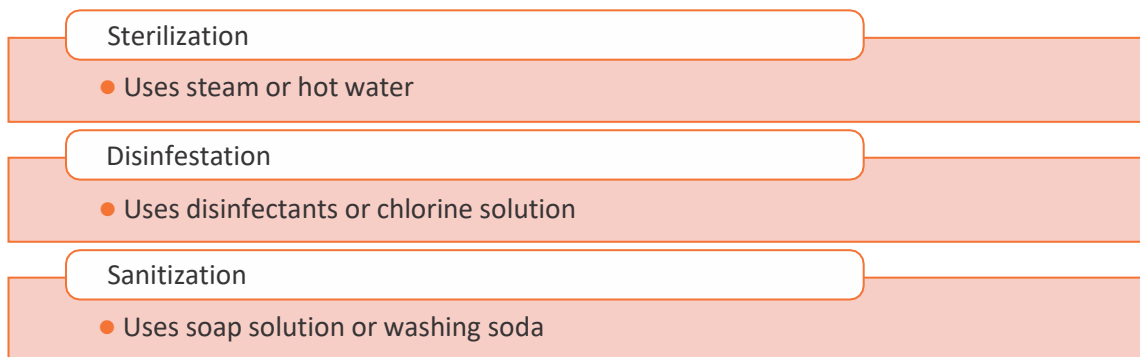 Sterilization
● Uses steam or hot water
Disinfestation
● Uses disinfectants or chlorine solution
Sanitization
● Uses soap solution or washing soda